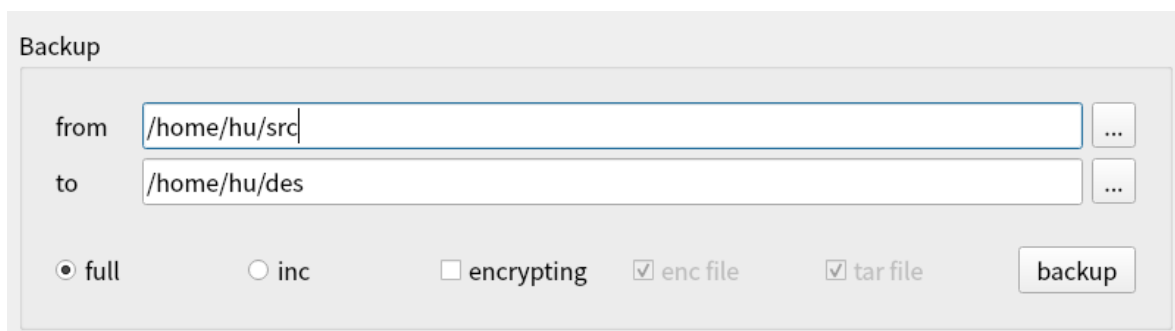 Backup
from /home/hu/src ...
to /home/hu/des ...
full inc encrypting enc file tar file backup